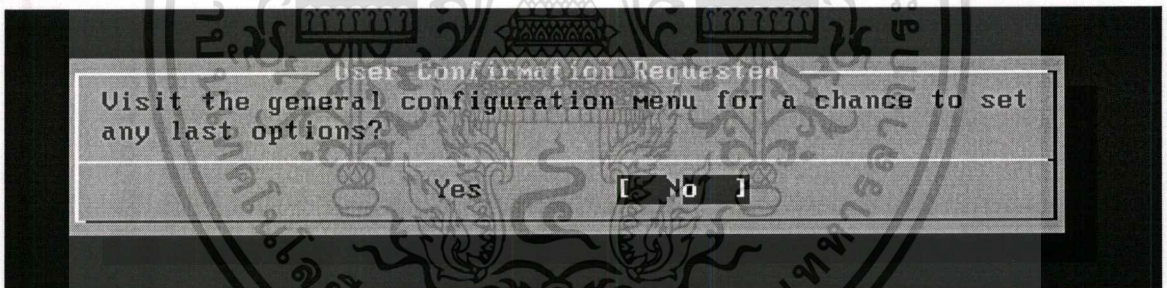 User Confirmation Requested
Visit the general configuration menu for a chance to set
any last options?
Yes [ No ]